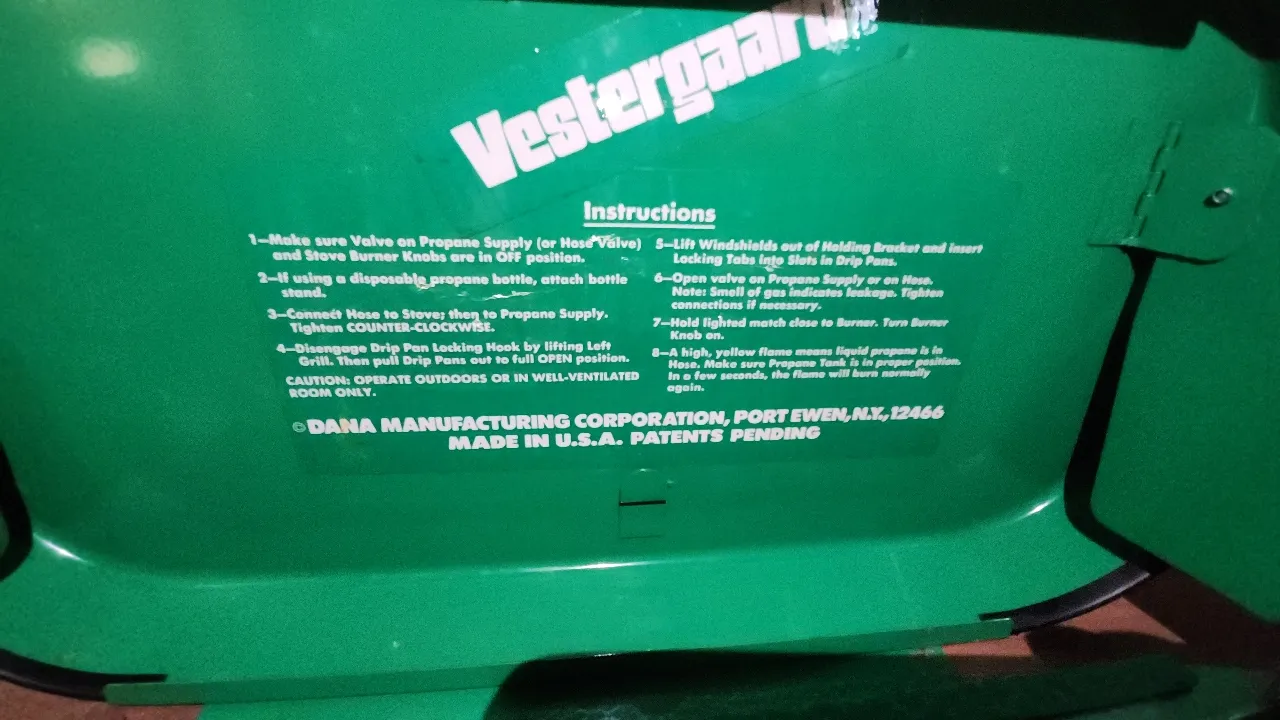 Vestergaard
Instructions
1—Make sure Valve on Propane Supply (or Hose Valve)
and Stove Burner Knobs are in OFF position.
2—If using a disposable propane bottle, attach bottle
stand.
3—Connect Hose to Stove; then to Propane Supply.
Tighten COUNTER-CLOCKWISE.
4—Disengage Drip Pan Locking Hook by lifting Left
Grill. Then pull Drip Pans out to full OPEN position.
CAUTION: OPERATE OUTDOORS OR IN WELL-VENTILATED
ROOM ONLY.
5—Lift Windshields out of Holding Bracket and insert
Locking Tabs into Slots in Drip Pans.
6—Open valve on Propane Supply or on Hose.
Note: Smell of gas indicates leakage. Tighten
connections if necessary.
7—Hold lighted match close to Burner. Turn Burner
Knob on.
8—A high, yellow flame means liquid propane is in
Hose. Make sure Propane Tank is in proper position.
In a few seconds, the flame will burn normally
again.
©DANA MANUFACTURING CORPORATION, PORT EWEN, N.Y., 12466
MADE IN U.S.A. PATENTS PENDING